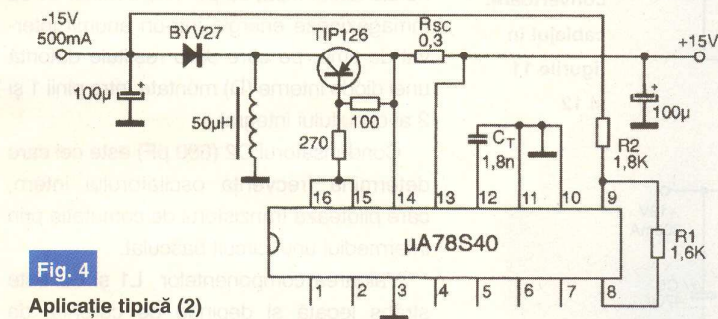 -15V
500mA
BYV27
TIP126
RSC
0,3
+15V
100µ
50µH
100
270
CT
1,8n
+
100µ
R2
1,8K
R1
1,6K
16 15 14 13 12 11 10 9
µA78S40
1 2 3 4 5 6 7 8
Fig. 4
Aplicație tipică (2)